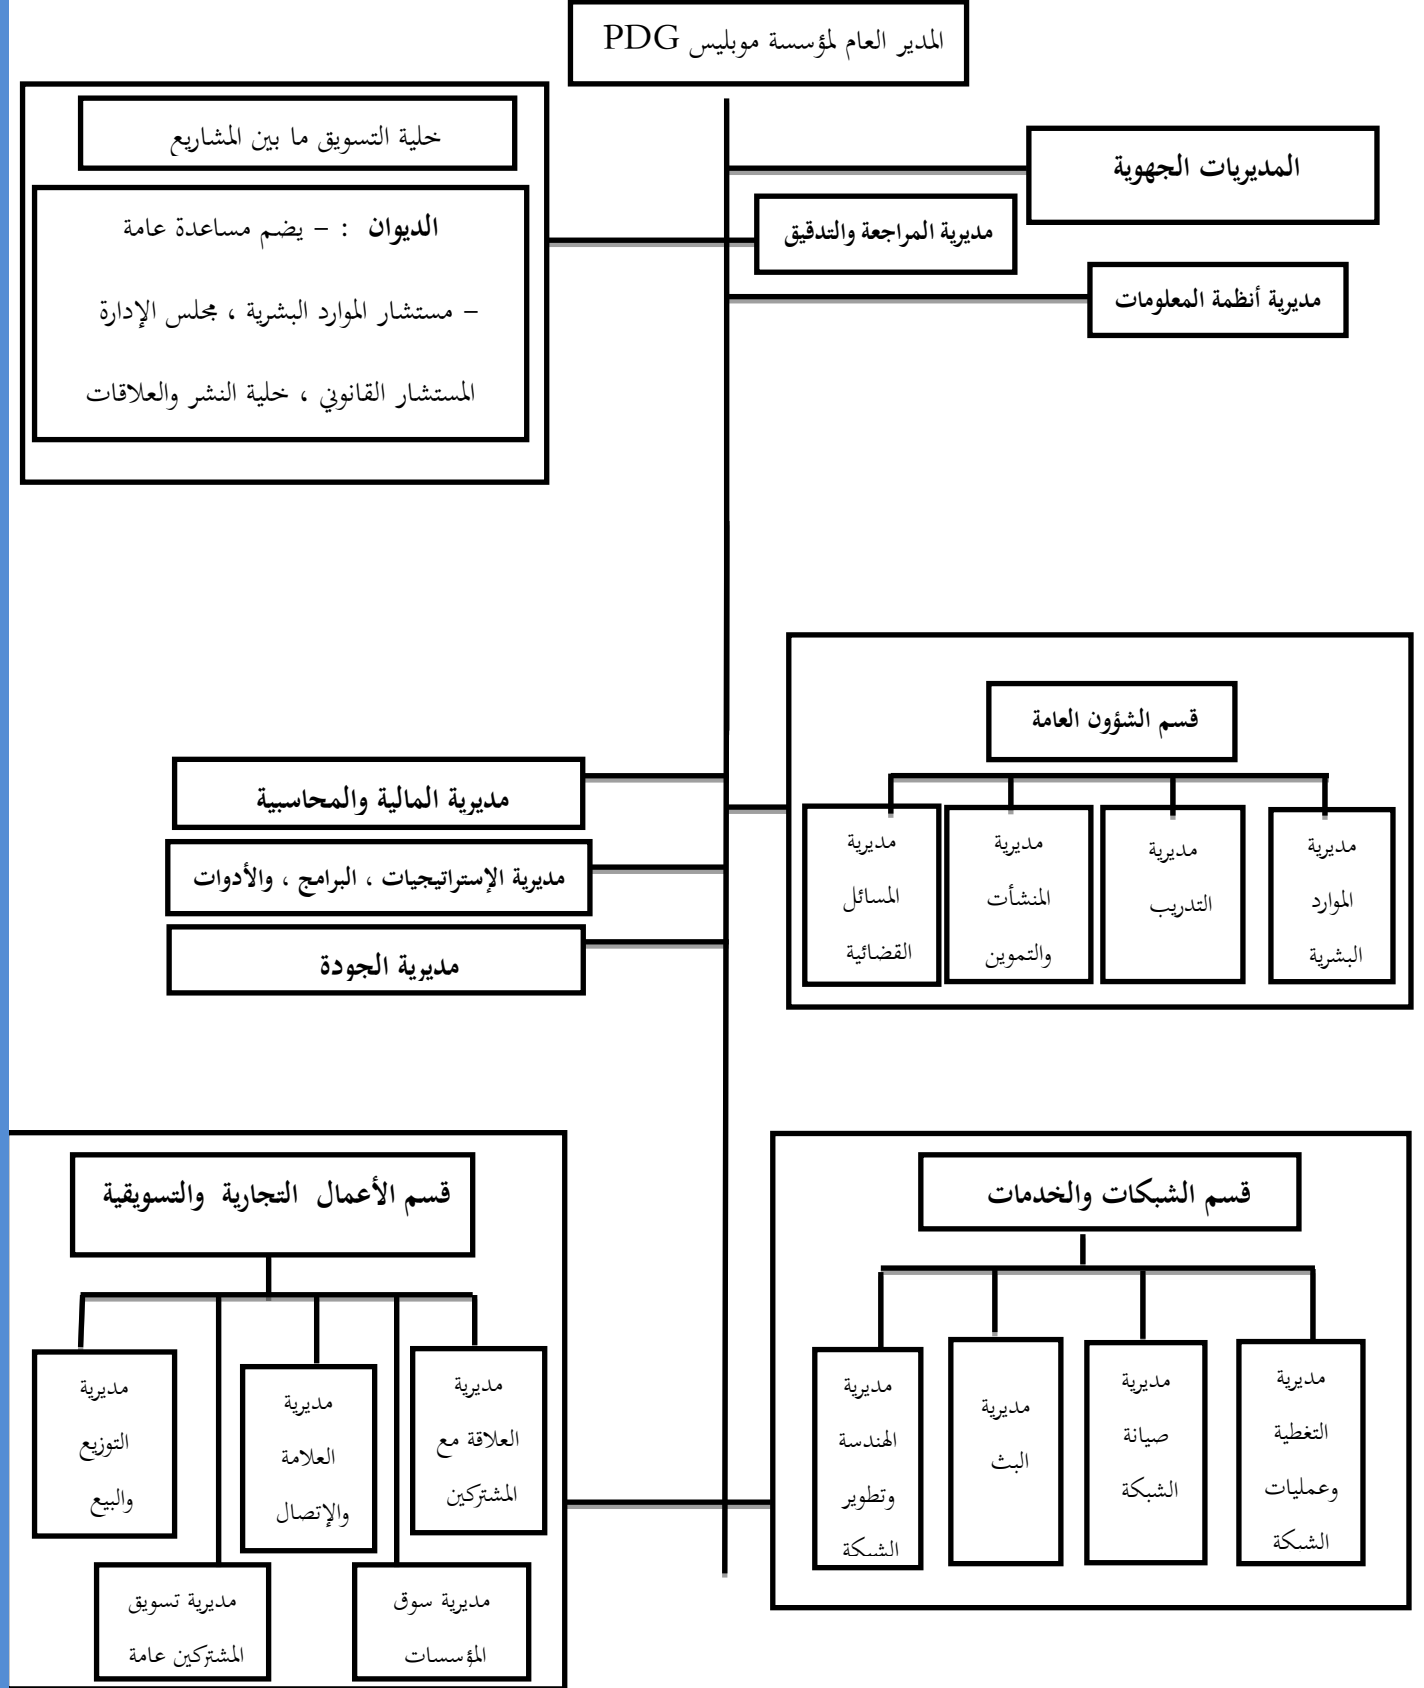 المدير العام لمؤسسة موبليس PDG
خلية التسويق ما بين المشاريع
الديوان : – يضم مساعدة عامة
– مستشار الموارد البشرية ، مجلس الإدارة
المستشار القانوني ، خلية النشر والعلاقات
المديريات الجهوية
مديرية المراجعة والتدقيق
مديرية أنظمة المعلومات
قسم الشؤون العامة
مديرية
الموارد
البشرية
مديرية
التدريب
مديرية
المنشأت
والتموين
مديرية
المسائل
القضائية
مديرية المالية والمحاسبية
مديرية الإستراتيجيات ، البرامج ، والأدوات
مديرية الجودة
قسم الشبكات والخدمات
مديرية
التغطية
وعمليات
الشبكة
مديرية
صيانة
الشبكة
مديرية
البث
مديرية
الهندسة
وتطوير
الشبكة
قسم الأعمال التجارية والتسويقية
مديرية
العلاقة مع
المشتركين
مديرية
العلامة
والإتصال
مديرية
التوزيع
والبيع
مديرية سوق
المؤسسات
مديرية تسويق
المشتركين عامة